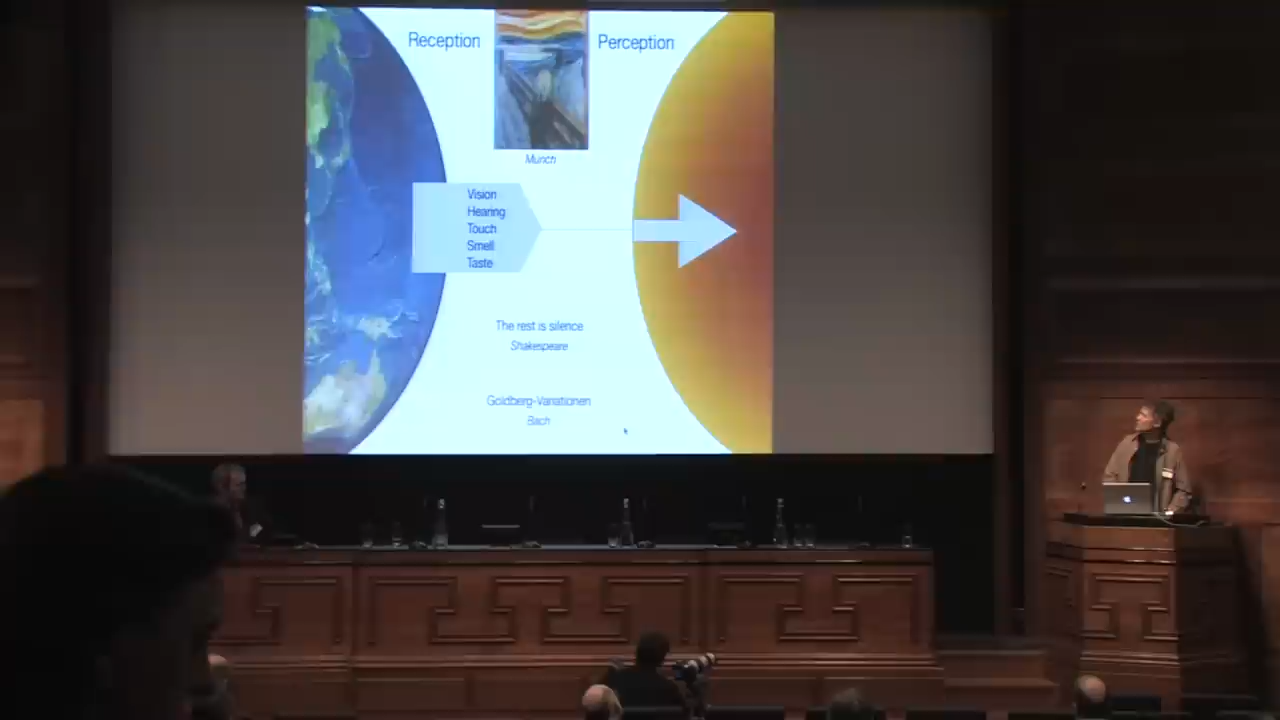 Reception
Perception
Munch
Vision
Hearing
Touch
Smell
Taste
The rest is silence
Shakespeare
Goldberg-Variationen
Bach